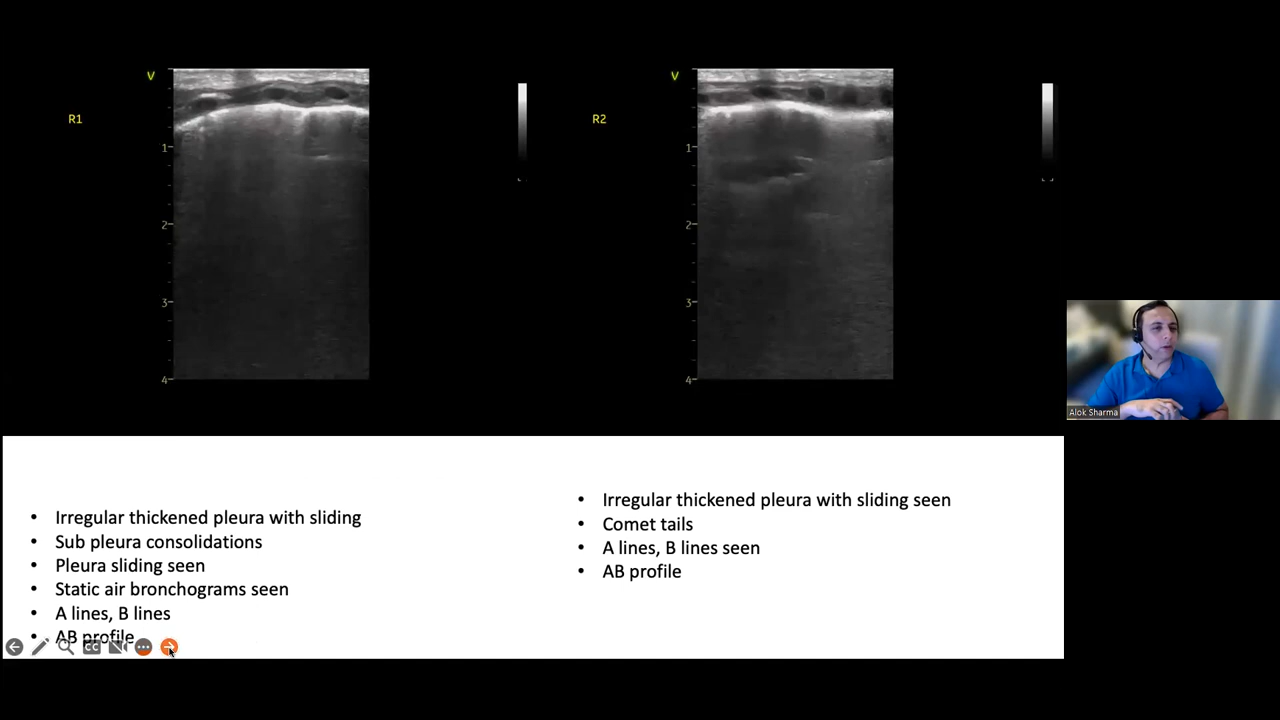 V
V
R1
R2
1
1
2
2
3
3
4
4
Alok Sharma
• Irregular thickened pleura with sliding
• Sub pleura consolidations
• Pleura sliding seen
• Static air bronchograms seen
• A lines, B lines
• AB profile
• Irregular thickened pleura with sliding seen
• Comet tails
• A lines, B lines seen
• AB profile
CC